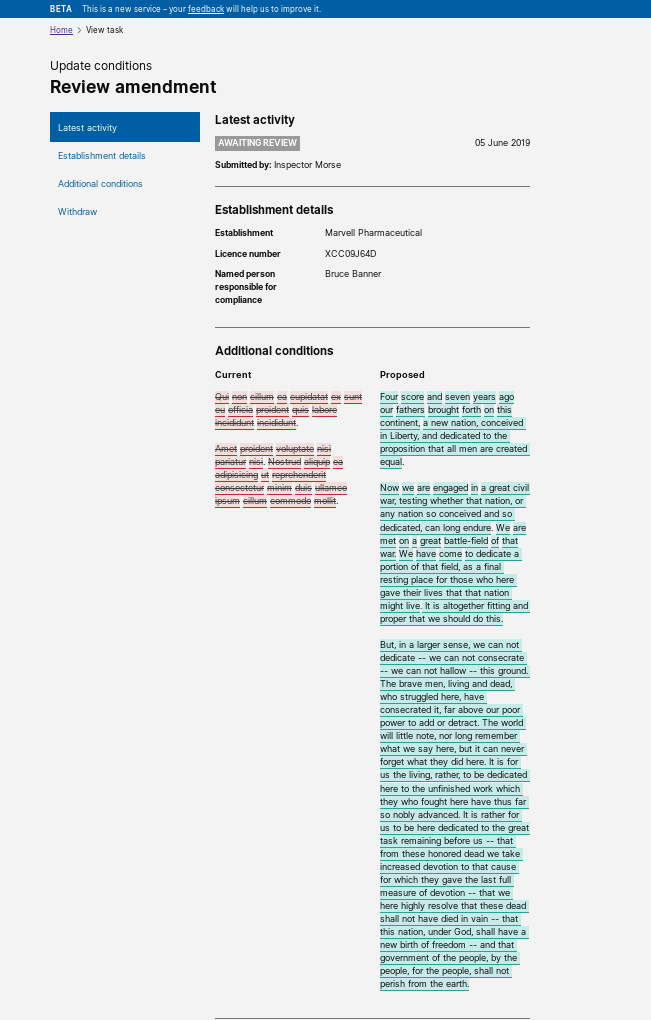 BETA This is a new service – your feedback will help us to improve it.
Home > View task
Update conditions
Review amendment
Latest activity
Establishment details
Additional conditions
Withdraw
Latest activity
AWAITING REVIEW 05 June 2019
Submitted by: Inspector Morse
Establishment details
Establishment Marvell Pharmaceutical
Licence number XCC09J64D
Named person Bruce Banner
responsible for
compliance
Additional conditions
Current
Qui non cillum ea cupidatat ex sunt
eu officia proident quis labore
incididunt incididunt.
Amet proident voluptate nisi
pariatur nisi. Nostrud aliquip ea
adipisicing ut reprehenderit
consectetur minim duis ullamco
ipsum cillum commodo mollit.
Proposed
Four score and seven years ago
our fathers brought forth on this
continent, a new nation, conceived
in Liberty, and dedicated to the
proposition that all men are created
equal.
Now we are engaged in a great civil
war, testing whether that nation, or
any nation so conceived and so
dedicated, can long endure. We are
met on a great battle-field of that
war. We have come to dedicate a
portion of that field, as a final
resting place for those who here
gave their lives that that nation
might live. It is altogether fitting and
proper that we should do this.
But, in a larger sense, we can not
dedicate -- we can not consecrate
-- we can not hallow -- this ground.
The brave men, living and dead,
who struggled here, have
consecrated it, far above our poor
power to add or detract. The world
will little note, nor long remember
what we say here, but it can never
forget what they did here. It is for
us the living, rather, to be dedicated
here to the unfinished work which
they who fought here have thus far
so nobly advanced. It is rather for
us to be here dedicated to the great
task remaining before us -- that
from these honored dead we take
increased devotion to that cause
for which they gave the last full
measure of devotion -- that we
here highly resolve that these dead
shall not have died in vain -- that
this nation, under God, shall have a
new birth of freedom -- and that
government of the people, by the
people, for the people, shall not
perish from the earth.